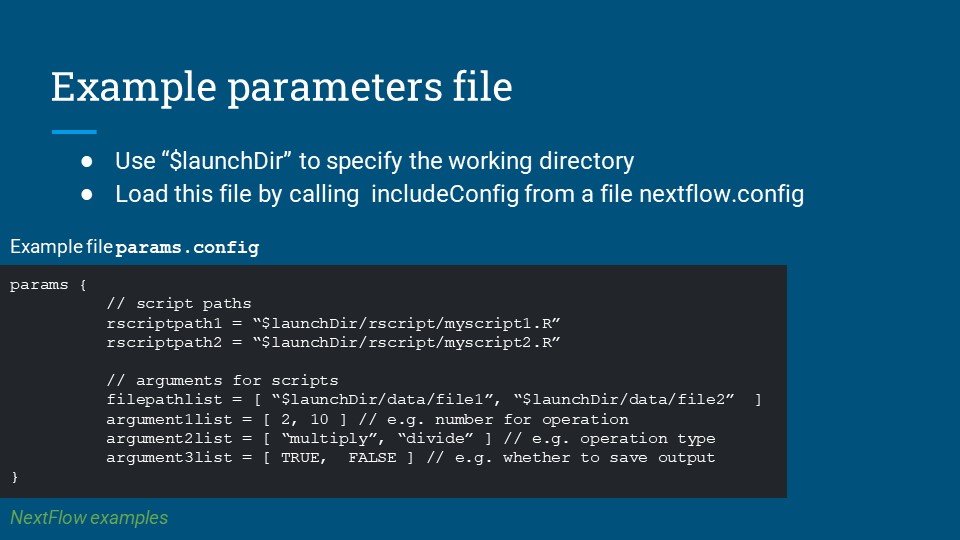 Example parameters file
● Use “$launchDir” to specify the working directory
● Load this file by calling includeConfig from a file nextflow.config
Example file params.config
params {
// script paths
rscriptpath1 = “$launchDir/rscript/myscript1.R”
rscriptpath2 = “$launchDir/rscript/myscript2.R”
// arguments for scripts
filepathlist = [ “$launchDir/data/file1”, “$launchDir/data/file2” ]
argument1list = [ 2, 10 ] // e.g. number for operation
argument2list = [ “multiply”, “divide” ] // e.g. operation type
argument3list = [ TRUE, FALSE ] // e.g. whether to save output
}
NextFlow examples